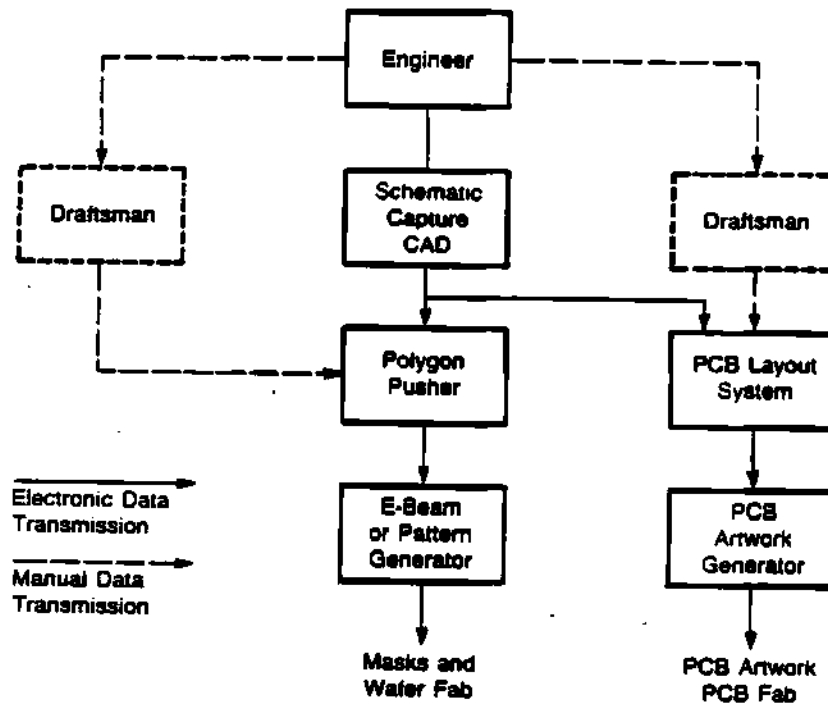 Engineer
Draftsman
Schematic
Capture
CAD
Draftsman
Polygon
Pusher
PCB Layout
System
Electronic Data
Transmission
E-Beam
or Pattern
Generator
PCB
Artwork
Generator
Manual Data
Transmission
Masks and
Wafer Fab
PCB Artwork
PCB Fab